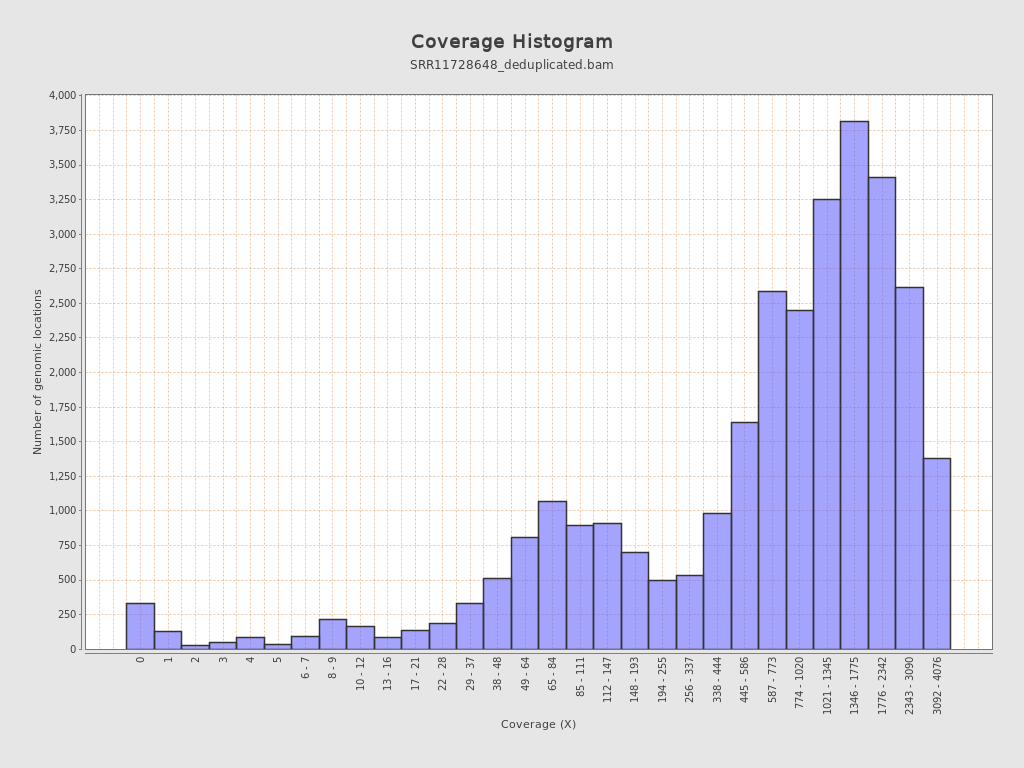 Coverage Histogram
SRR11728648_deduplicated.bam
4,000
3,750
3,500
3,250
3,000
2,750
2,500
2,250
2,000
1,750
1,500
1,250
1,000
750
500
250
0
Number of genomic locations
0
1
2
3
4
5
6 - 7
8 - 9
10 - 12
13 - 16
17 - 21
22 - 28
29 - 37
38 - 48
49 - 64
65 - 84
85 - 111
112 - 147
148 - 193
194 - 255
256 - 337
338 - 444
445 - 586
587 - 773
774 - 1020
1021 - 1345
1346 - 1775
1776 - 2342
2343 - 3090
3092 - 4076
Coverage (X)